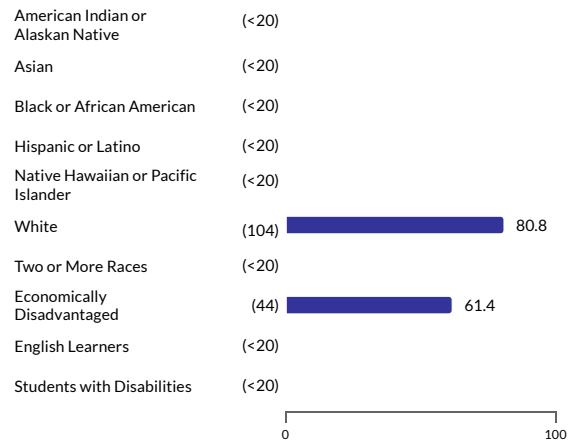 American Indian or (<20)
Alaskan Native
Asian (<20)
Black or African American (<20)
Hispanic or Latino (<20)
Native Hawaiian or Pacific (<20)
Islander
White (104) 80.8
Two or More Races (<20)
Economically (44) 61.4
Disadvantaged
English Learners (<20)
Students with Disabilities (<20)
0 100